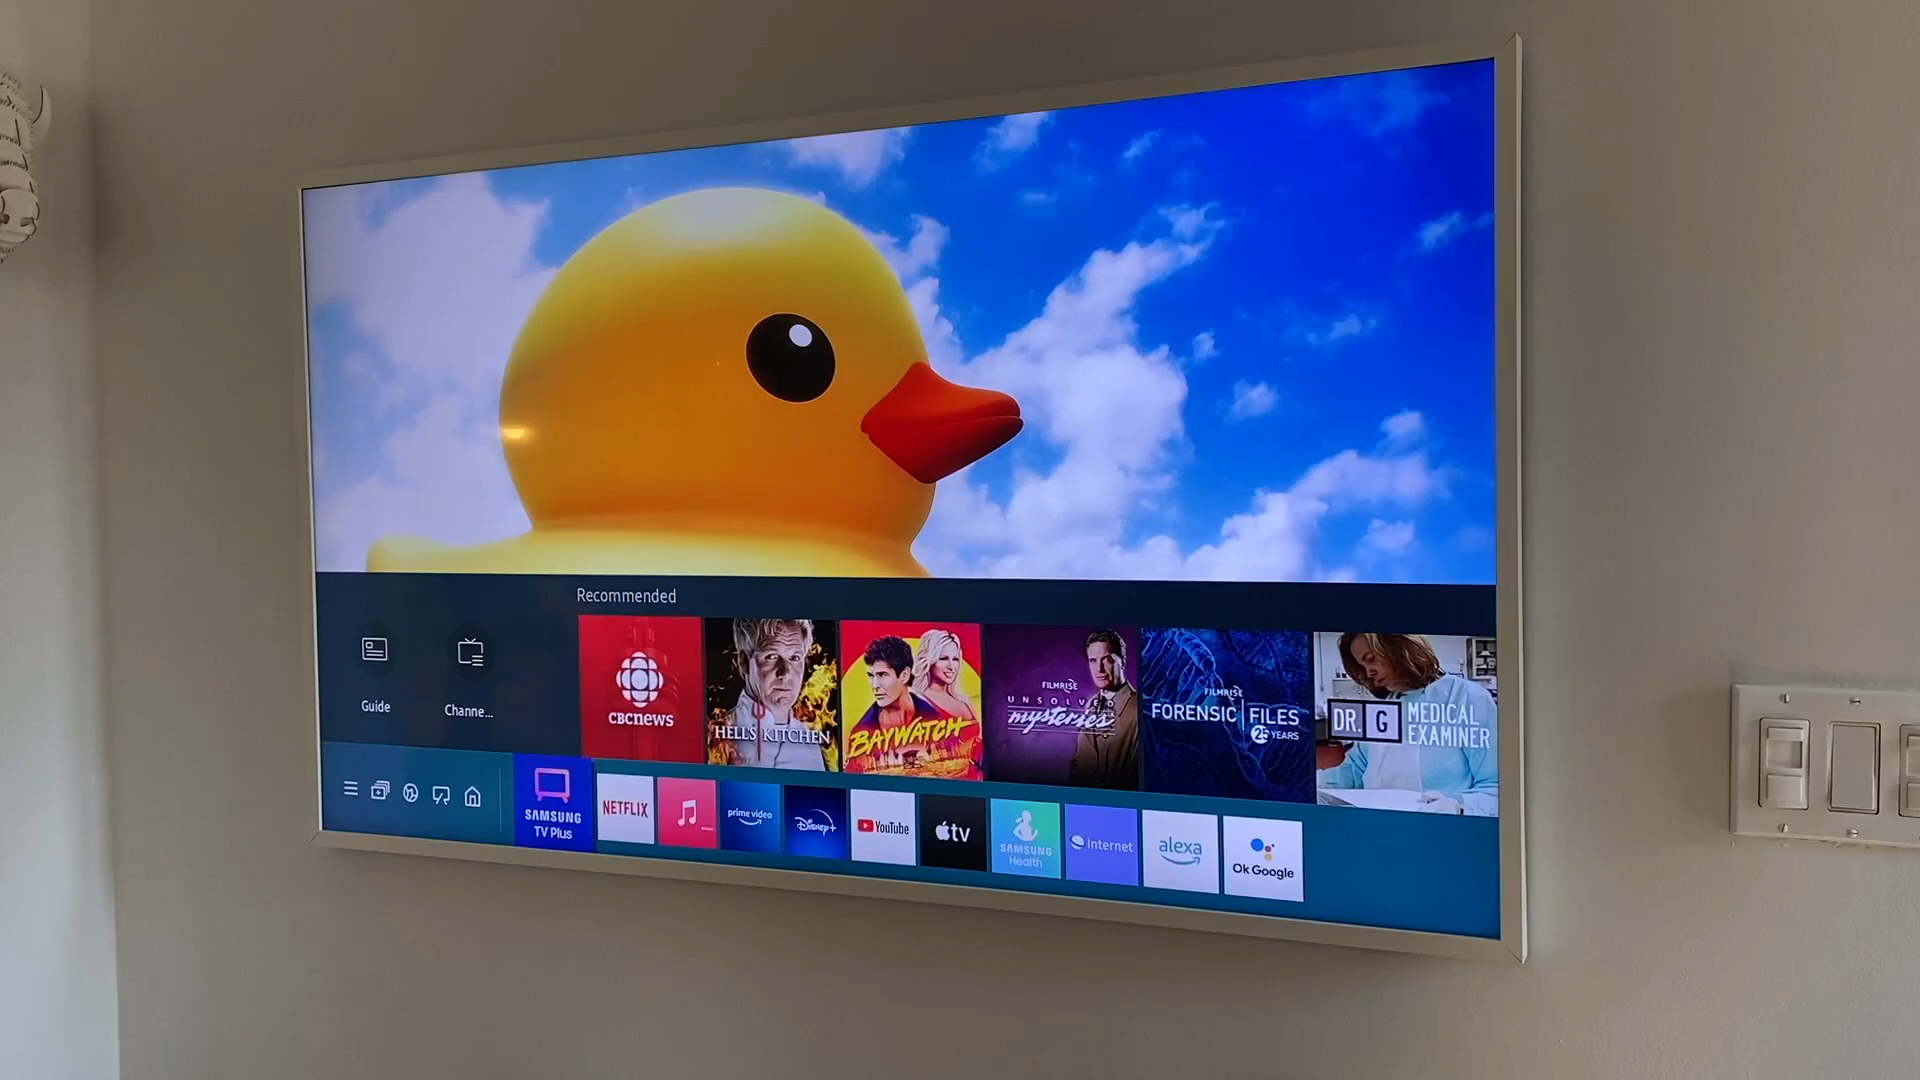 Recommended
Guide
Channe...
CBCnews
HELL'S KITCHEN
BAYWATCH
FILMRISE
UNSOLVED
mysteries
FILMRISE
FORENSIC FILES
25 YEARS
DR. G MEDICAL
EXAMINER
SAMSUNG
TV Plus
NETFLIX
prime video
Disney+
YouTube
tv
SAMSUNG
Health
Internet
alexa
Ok Google